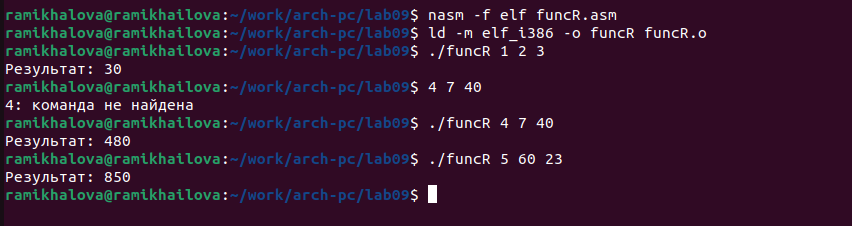 ramikhalova@ramikhailova:~/work/arch-pc/lab09$ nasm -f elf funcR.asm
ramikhalova@ramikhailova:~/work/arch-pc/lab09$ ld -m elf_i386 -o funcR funcR.o
ramikhalova@ramikhailova:~/work/arch-pc/lab09$ ./funcR 1 2 3
Результат: 30
ramikhalova@ramikhailova:~/work/arch-pc/lab09$ 4 7 40
4: команда не найдена
ramikhalova@ramikhailova:~/work/arch-pc/lab09$ ./funcR 4 7 40
Результат: 480
ramikhalova@ramikhailova:~/work/arch-pc/lab09$ ./funcR 5 60 23
Результат: 850
ramikhalova@ramikhailova:~/work/arch-pc/lab09$